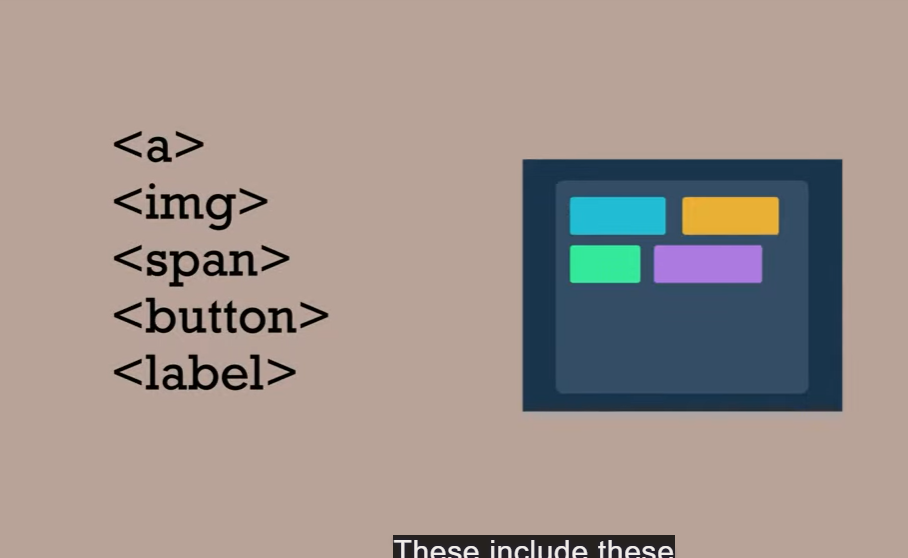 <a>
<img>
<span>
<button>
<label>
These include these